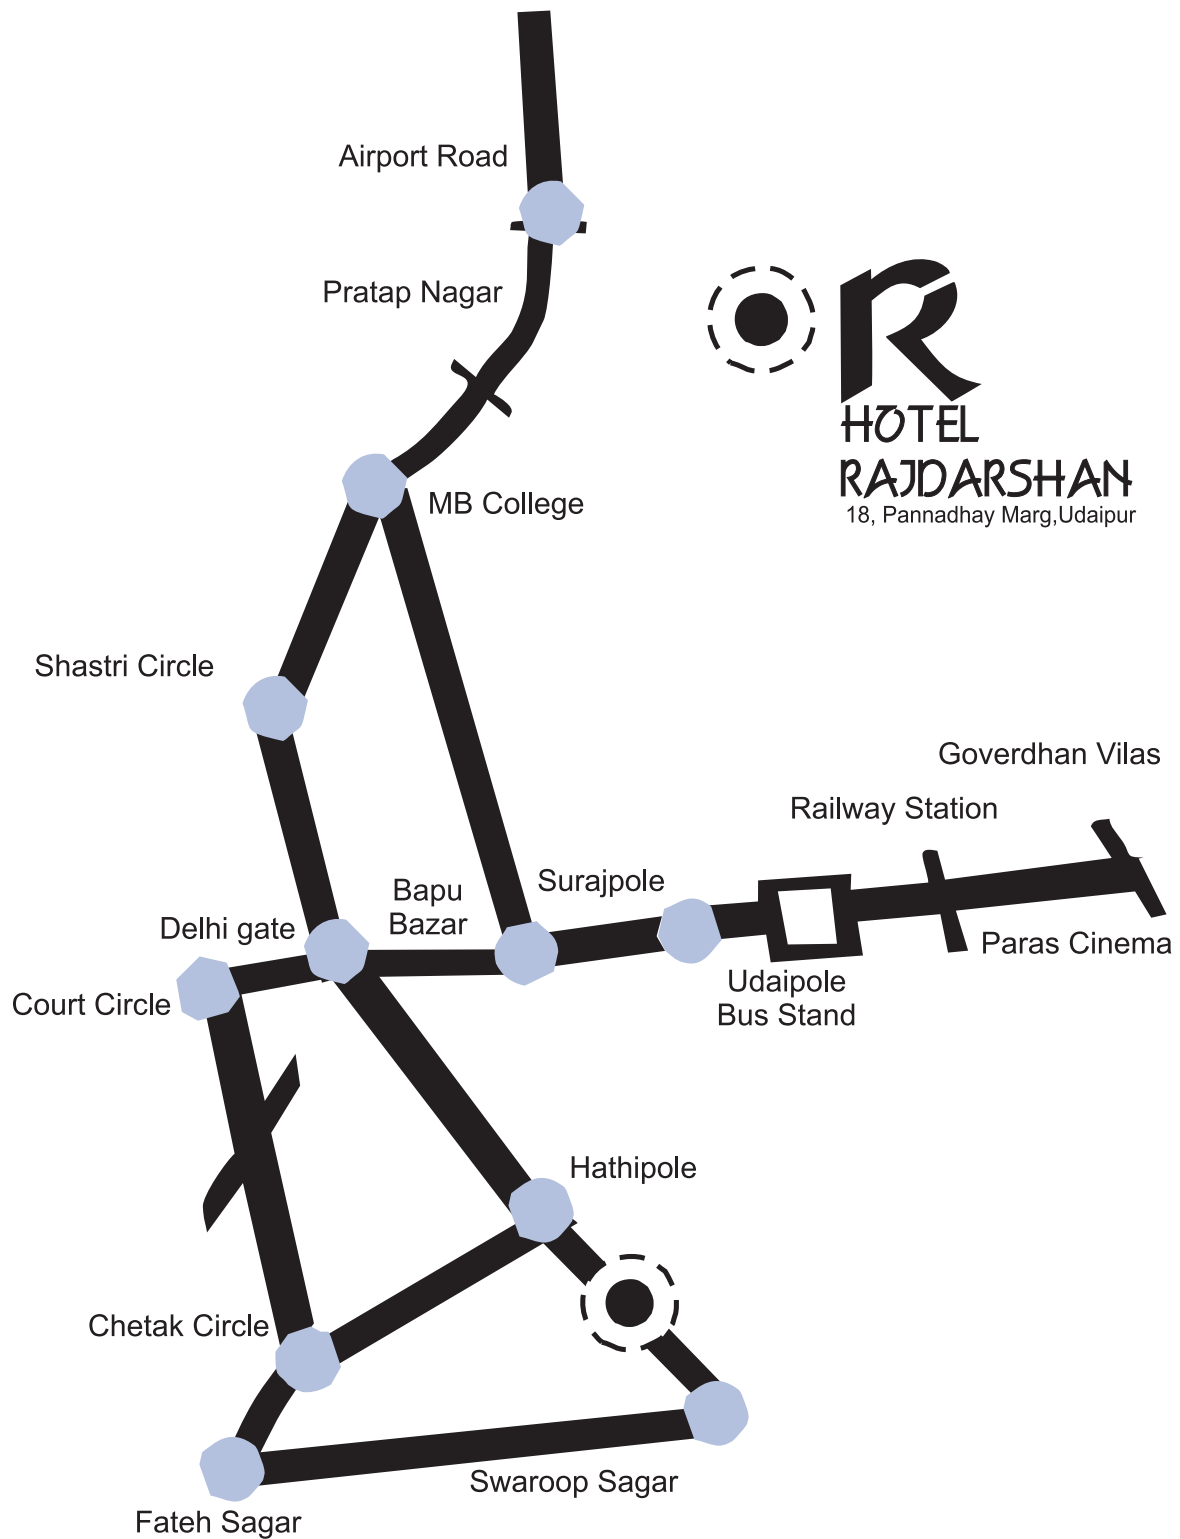 Airport Road
Pratap Nagar
R
HOTEL
RAJDARSHAN
18, Pannadhay Marg,Udaipur
MB College
Shastri Circle
Goverdhan Vilas
Railway Station
Surajpole
Bapu
Bazar
Delhi gate
Paras Cinema
Udaipole
Bus Stand
Court Circle
Hathipole
Chetak Circle
Swaroop Sagar
Fateh Sagar